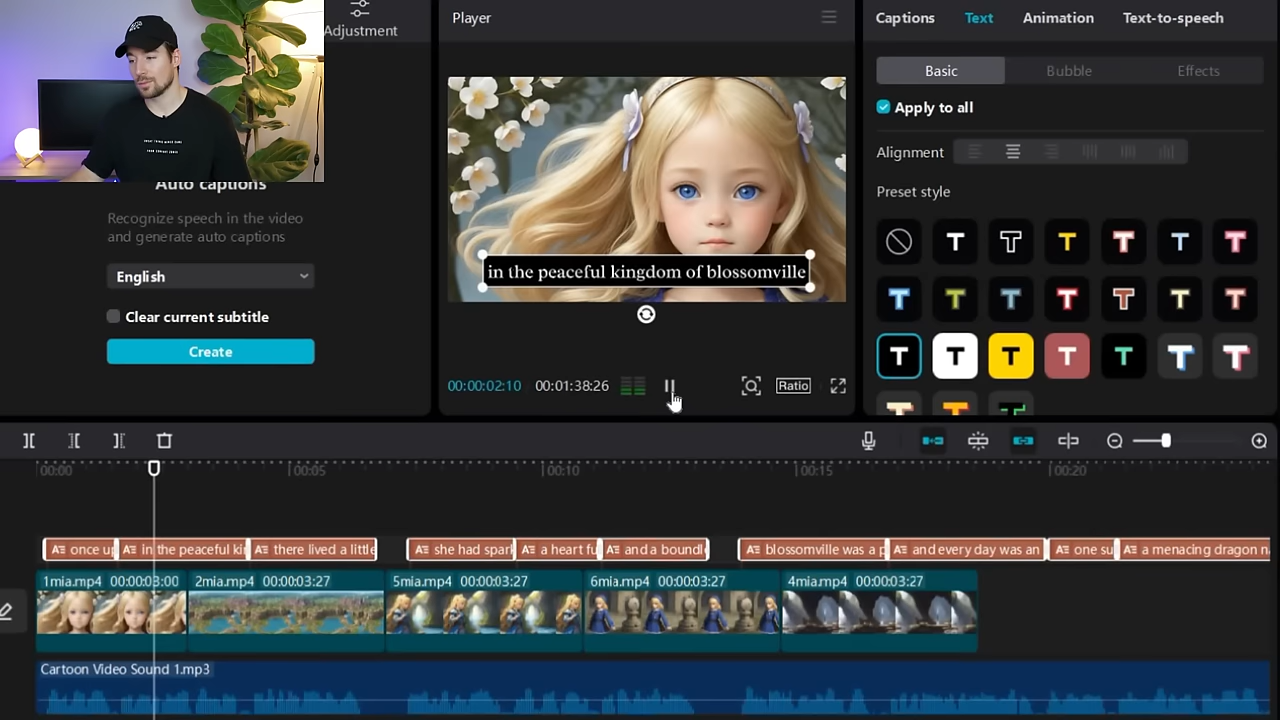 Adjustment
Auto captions
Recognize speech in the video
and generate auto captions
English
Clear current subtitle
Create
Player
in the peaceful kingdom of blossomville
00:00:02:10
00:01:38:26
Ratio
Captions
Text
Animation
Text-to-speech
Basic
Bubble
Effects
Apply to all
Alignment
Preset style
T T T T T T
T T T T T T T
T T T T T T T
00:00
00:05
00:10
00:15
00:20
once up
in the peaceful ki
there lived a little
she had spar
a heart fu
and a boundl
blossomville was a p
and every day was an
one su
a menacing dragon n
1mia.mp4 00:00:03:00
2mia.mp4 00:00:03:27
5mia.mp4 00:00:03:27
6mia.mp4 00:00:03:27
4mia.mp4 00:00:03:27
Cartoon Video Sound 1.mp3